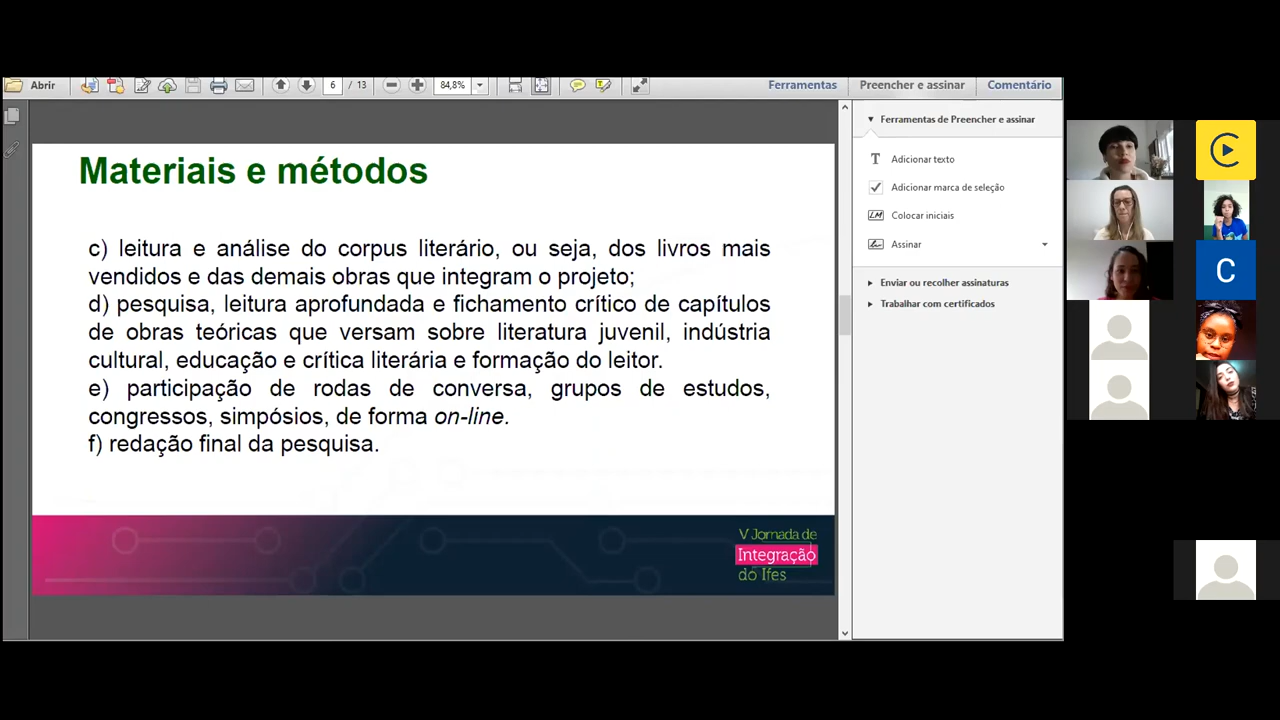 Abrir
6 / 13
84,8%
Ferramentas
Preencher e assinar
Comentário
Ferramentas de Preencher e assinar
Adicionar texto
Adicionar marca de seleção
Colocar iniciais
Assinar
Enviar ou recolher assinaturas
Trabalhar com certificados
Materiais e métodos
c) leitura e análise do corpus literário, ou seja, dos livros mais
vendidos e das demais obras que integram o projeto;
d) pesquisa, leitura aprofundada e fichamento crítico de capítulos
de obras teóricas que versam sobre literatura juvenil, indústria
cultural, educação e crítica literária e formação do leitor.
e) participação de rodas de conversa, grupos de estudos,
congressos, simpósios, de forma on-line.
f) redação final da pesquisa.
V Jornada de
Integração
do Ifes
C